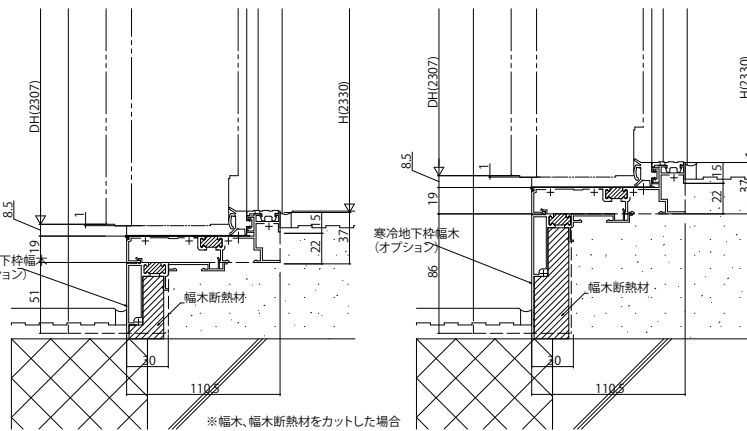 DH(2307)
H(2330)
8.5
1
19
51
15
22
37
下枠幅木
ション)
幅木断熱材
30
110.5
※幅木、幅木断熱材をカットした場合
DH(2307)
H(2330)
8.5
1
19
86
15
22
37
寒冷地下枠幅木
(オプション)
幅木断熱材
30
110.5